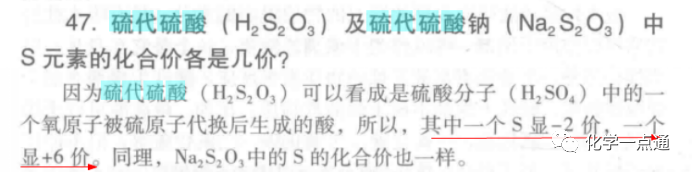 47. 硫代硫酸（H₂S₂O₃）及硫代硫酸钠（Na₂S₂O₃）中
S元素的化合价各是几价?
因为硫代硫酸（H₂S₂O₃）可以看成是硫酸分子（H₂SO₄）中的一
个氧原子被硫原子代换后生成的酸，所以，其中一个S显-2价，一个
显+6价。同理，Na₂S₂O₃中的S的化合价也一样。
化学一点通